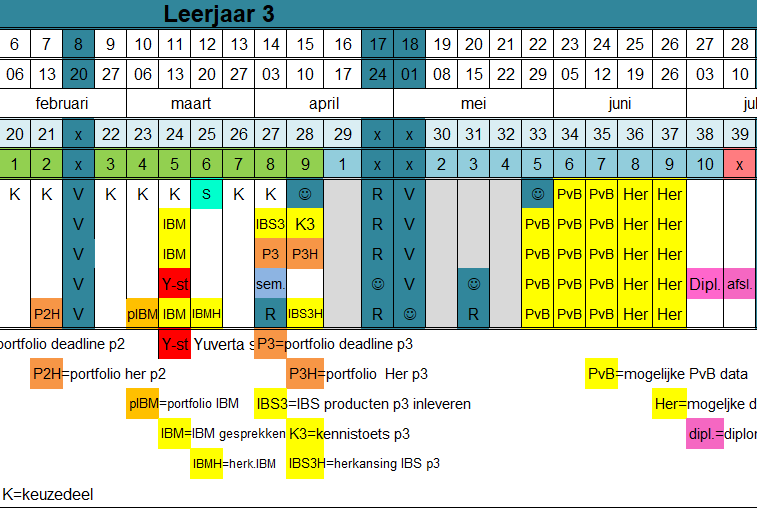 Leerjaar 3
6 7 8 9 10 11 12 13 14 15 16 17 18 19 20 21 22 23 24 25 26 27 28
06 13 20 27 06 13 20 27 03 10 17 24 01 08 15 22 29 05 12 19 26 03 10
februari maart april mei juni jul
20 21 x 22 23 24 25 26 27 28 29 x x 30 31 32 33 34 35 36 37 38 39
1 2 x 3 4 5 6 7 8 9 1 x x 2 3 4 5 6 7 8 9 10 x
K K V K K K S K K ☺ R V ☺ PvB PvB Her Her
V IBM IBS3 K3 R V PvB PvB PvB Her Her
V IBM P3 P3H R V PvB PvB PvB Her Her
V Y-st sem. ☺ V ☺ PvB PvB PvB Her Her Dipl. afsl.
P2H V pIBM IBM IBMH R IBS3H R ☺ R PvB PvB PvB Her Her
portfolio deadline p2 Y-st Yuverta s P3=portfolio deadline p3
P2H=portfolio her p2 P3H=portfolio Her p3 PvB=mogelijke PvB data
pIBM=portfolio IBM IBS3=IBS producten p3 inleveren Her=mogeljke d
IBM=IBM gesprekken K3=kennistoets p3 dipl.=diplor
IBMH=herk.IBM IBS3H=herkansing IBS p3
K=keuzedeel